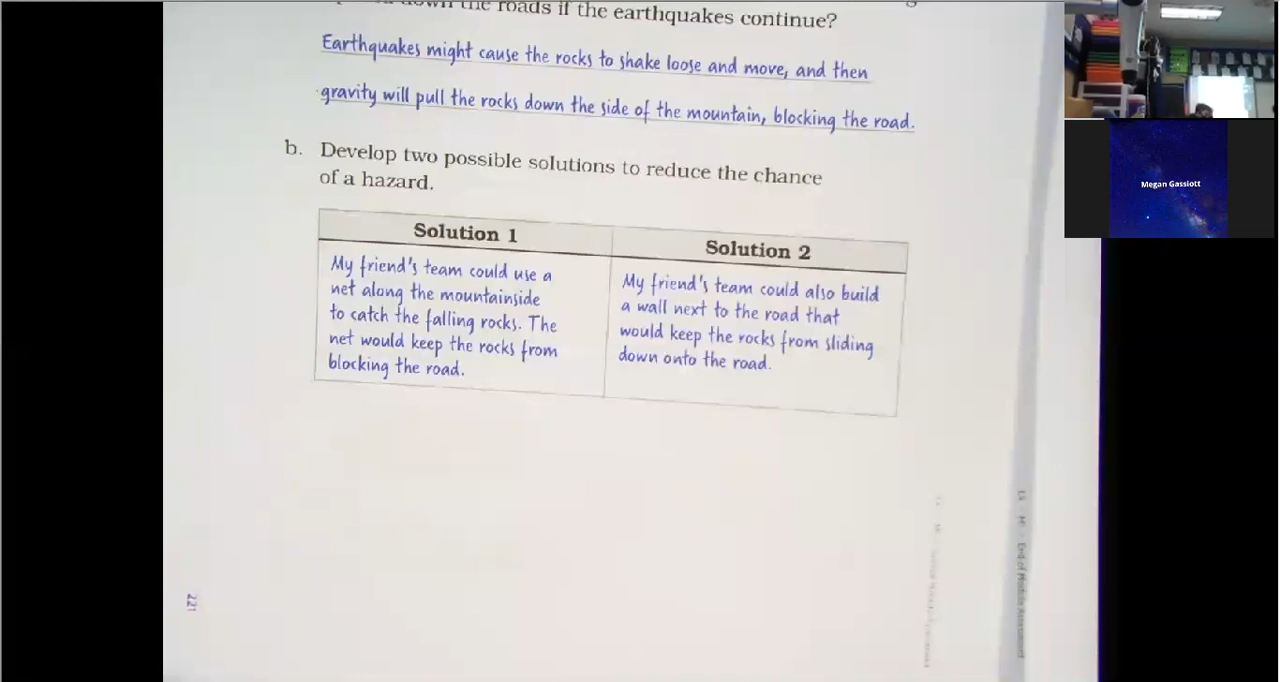 the roads if the earthquakes continue?
Earthquakes might cause the rocks to shake loose and move, and then
gravity will pull the rocks down the side of the mountain, blocking the road.
b. Develop two possible solutions to reduce the chance
of a hazard.
Solution 1
My friend's team could use a
net along the mountainside
to catch the falling rocks. The
net would keep the rocks from
blocking the road.
Solution 2
My friend's team could also build
a wall next to the road that
would keep the rocks from sliding
down onto the road.
221
End of Module Assessment
Megan Gassiott